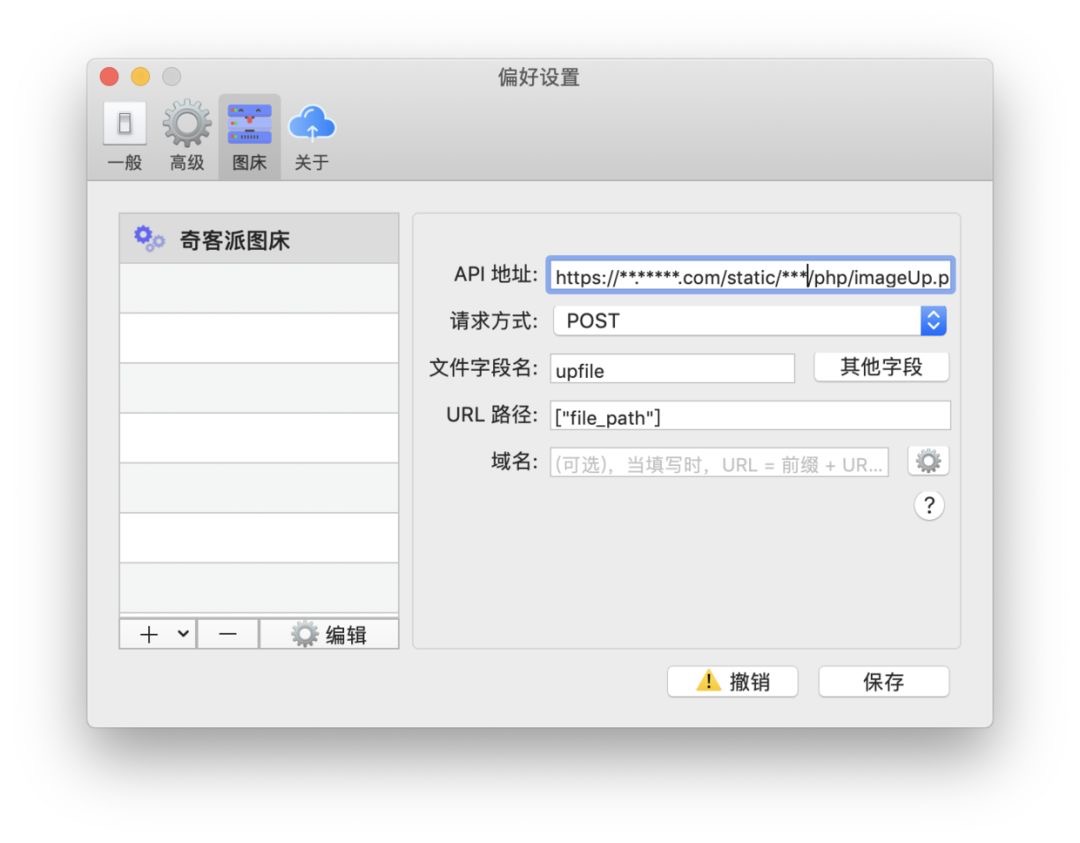 偏好设置
一般
高级
图床
关于
奇客派图床
API 地址: https://**.*******.com/static/***/php/imageUp.p
请求方式: POST
文件字段名: upfile 其他字段
URL 路径: ["file_path"]
域名: (可选)，当填写时，URL = 前缀 + UR...
?
+ − 编辑
! 撤销 保存